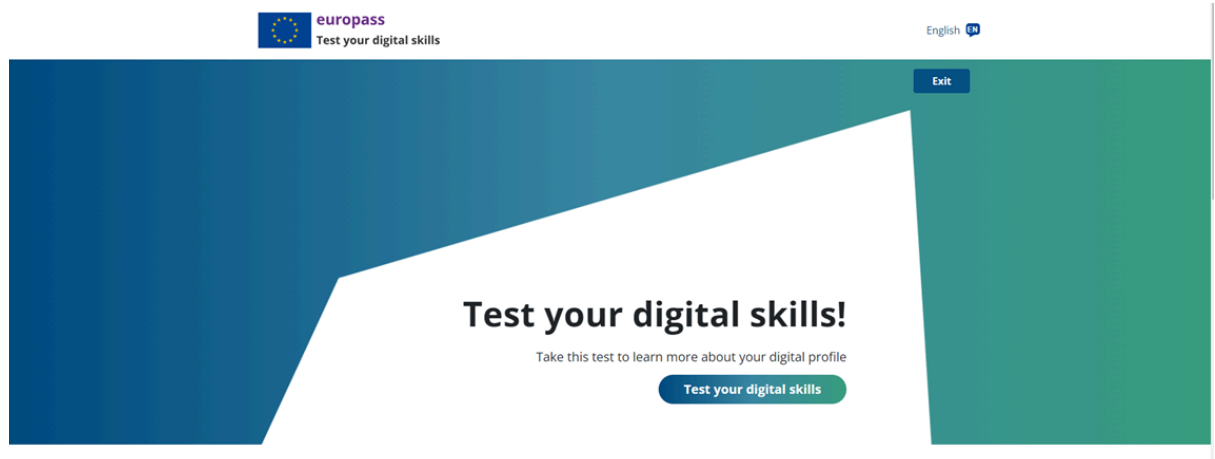 europass
Test your digital skills
English EN
Exit
Test your digital skills!
Take this test to learn more about your digital profile
Test your digital skills